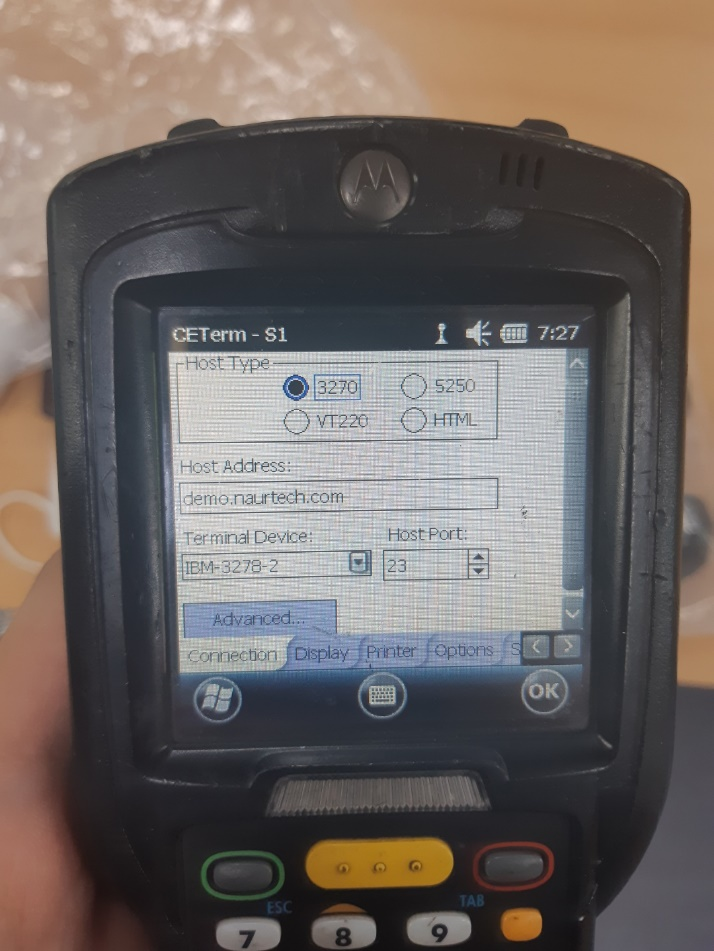 CETerm - S1 7:27
Host Type
3270 5250
VT220 HTML
Host Address:
demo.naurtech.com
Terminal Device: Host Port:
IBM-3278-2 23
Advanced...
Connection Display Printer Options S
OK
ESC TAB
7 8 9